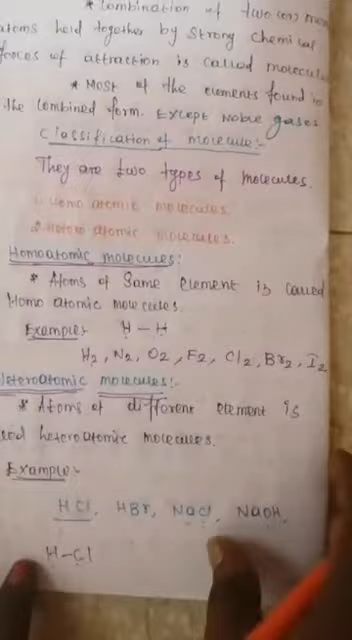 * Combination of two (or) more
atoms held together by strong chemical
forces of attraction is called molecule
* Most of the elements found in
the combined form. Except Noble gases
Classification of molecule:-
They are two types of molecules.
1. Homo atomic molecules.
2. Hetero atomic molecules.
Homoatomic molecules:
* Atoms of Same element is called
Homo atomic molecules.
Example:- H-H
H2, N2, O2, F2, Cl2, Br2, I2
Heteroatomic molecules:-
* Atoms of different element is
heteroatomic molecules.
Example:-
HCl, HBr, NaCl, NaOH,
H-Cl